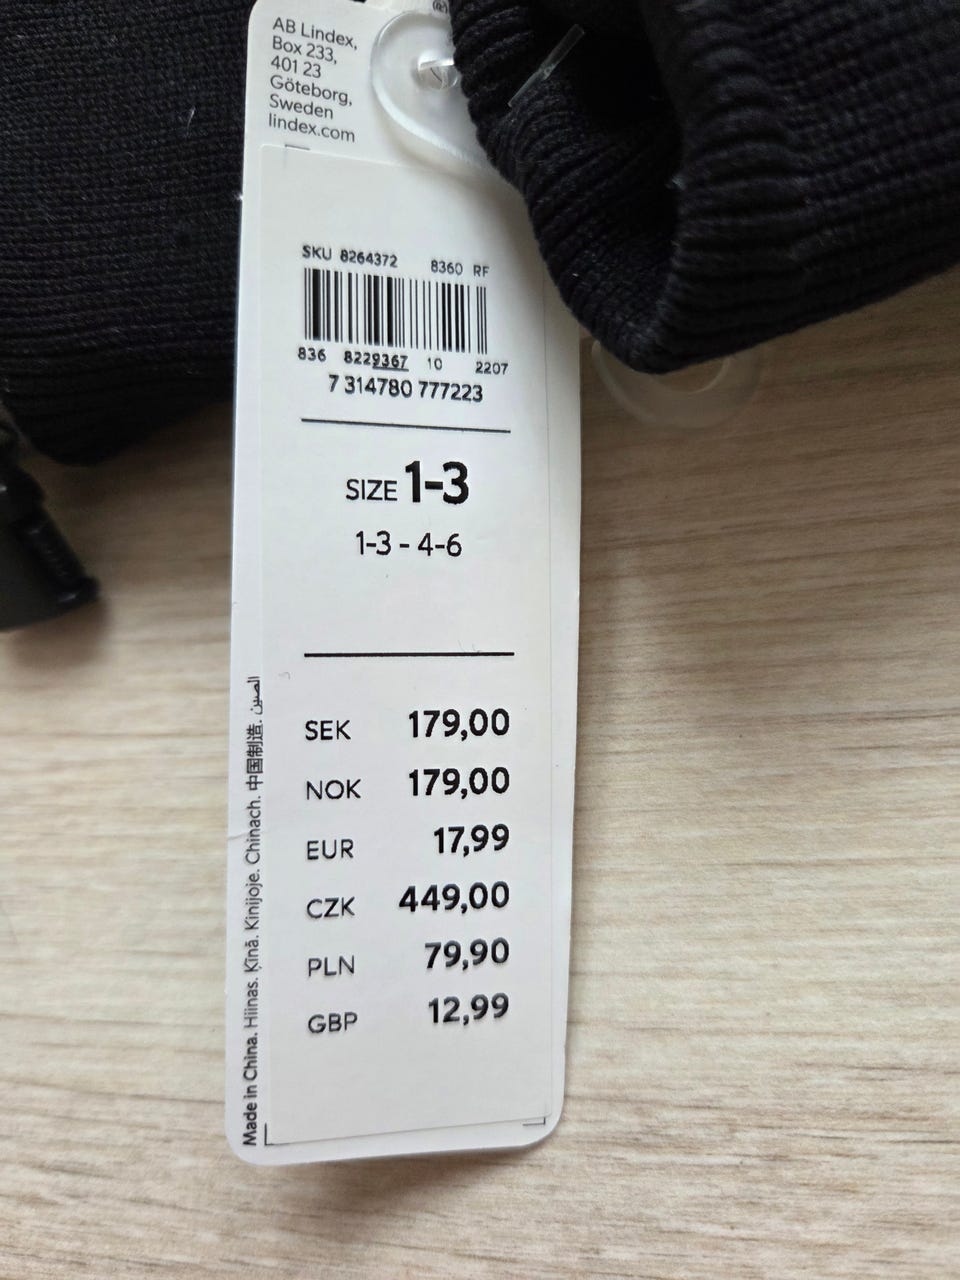 AB Lindex,
Box 233,
401 23
Göteborg,
Sweden
lindex.com
SKU 8264372 8360 RF
836 8229367 10 2207
7 314780 777223
SIZE 1-3
1-3 - 4-6
SEK 179,00
NOK 179,00
EUR 17,99
CZK 449,00
PLN 79,90
GBP 12,99
Made in China. Hiinas. Ķīnā. Kinijoje. Chinach. 中国制造. الصين